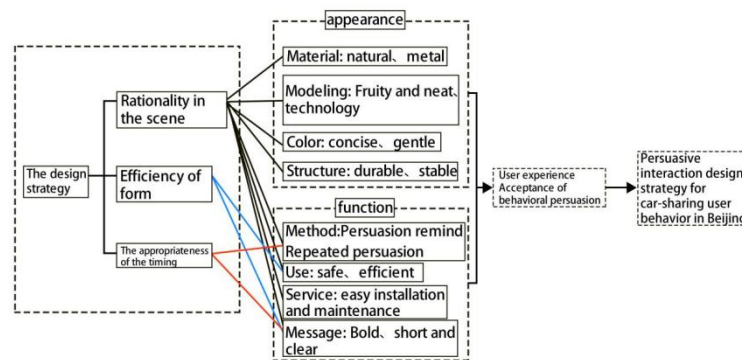 appearance
Material: natural、metal
Modeling: Fruity and neat、
technology
Color: concise、gentle
Structure: durable、stable
The design
strategy
Rationality in
the scene
Efficiency of
form
The appropriateness
of the timing
function
Method:Persuasion remind
Repeated persuasion
Use: safe、efficient
Service: easy installation
and maintenance
Message: Bold、short and
clear
User experience
Acceptance of
behavioral persuasion
Persuasive
interaction design
strategy for
car-sharing user
behavior in Beijing